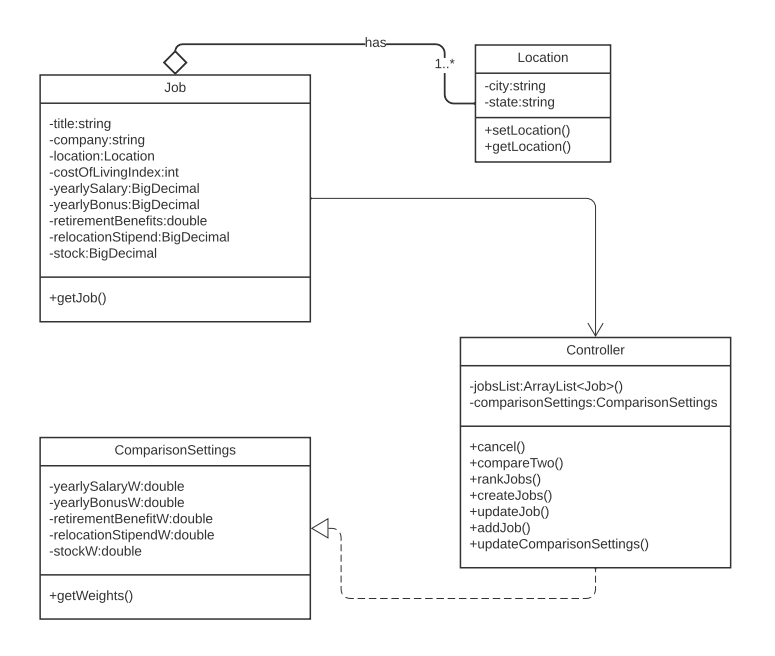 has
1..*
Job
-title:string
-company:string
-location:Location
-costOfLivingIndex:int
-yearlySalary:BigDecimal
-yearlyBonus:BigDecimal
-retirementBenefits:double
-relocationStipend:BigDecimal
-stock:BigDecimal
+getJob()
Location
-city:string
-state:string
+setLocation()
+getLocation()
Controller
-jobsList:ArrayList<Job>()
-comparisonSettings:ComparisonSettings
+cancel()
+compareTwo()
+rankJobs()
+createJobs()
+updateJob()
+addJob()
+updateComparisonSettings()
ComparisonSettings
-yearlySalaryW:double
-yearlyBonusW:double
-retirementBenefitW:double
-relocationStipendW:double
-stockW:double
+getWeights()